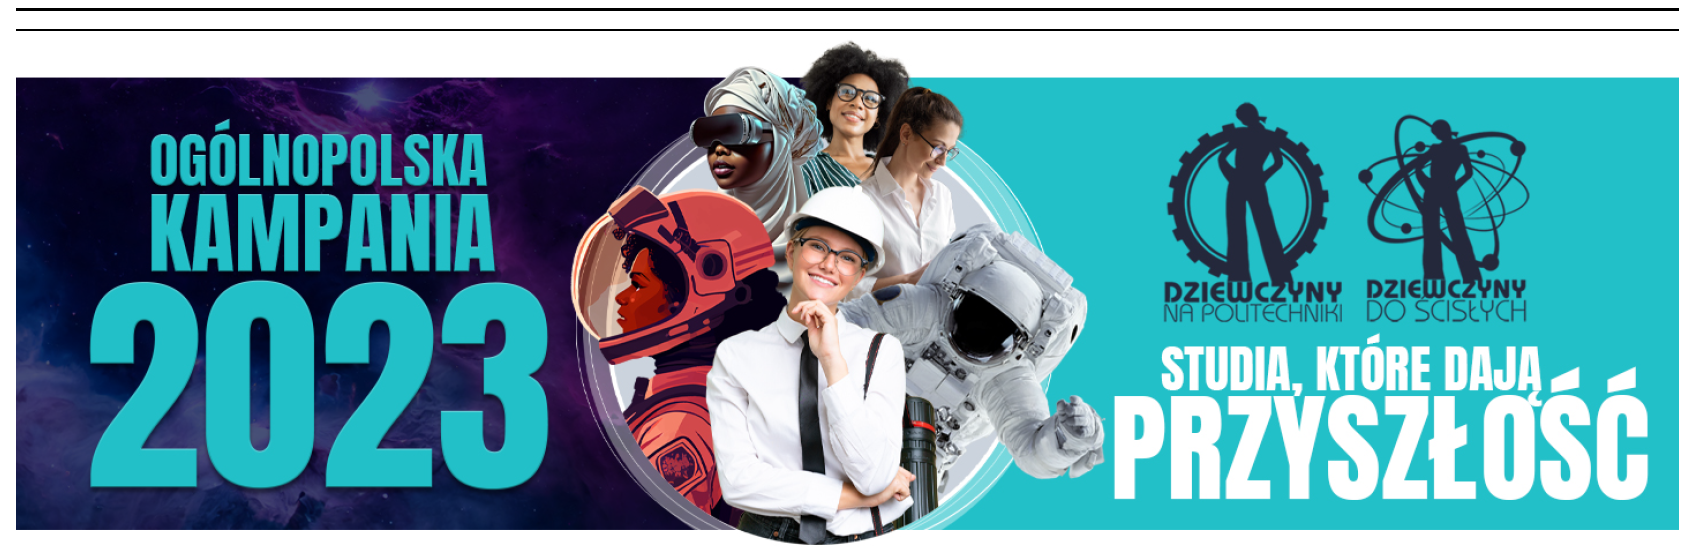 OGÓLNOPOLSKA
KAMPANIA
2023
DZIEWCZYNY
NA POLITECHNIKI
DZIEWCZYNY
DO ŚCISŁYCH
STUDIA, KTÓRE DAJĄ
PRZYSZŁOŚĆ